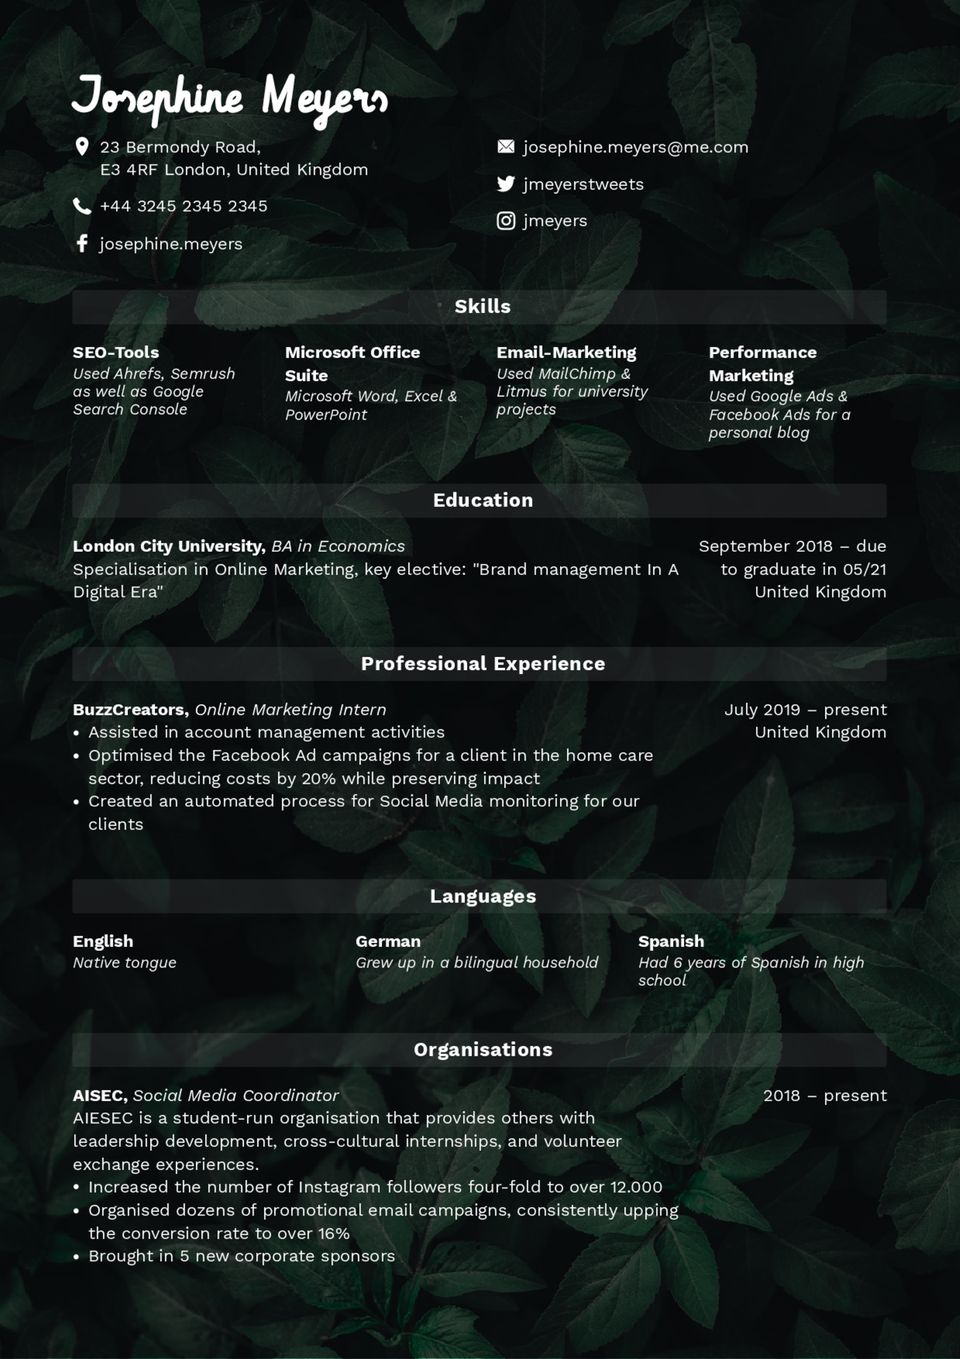 Josephine Meyers
23 Bermondy Road,
E3 4RF London, United Kingdom
+44 3245 2345 2345
josephine.meyers
josephine.meyers@me.com
jmeyerstweets
jmeyers
Skills
SEO-Tools
Used Ahrefs, Semrush
as well as Google
Search Console
Microsoft Office
Suite
Microsoft Word, Excel &
PowerPoint
Email-Marketing
Used MailChimp &
Litmus for university
projects
Performance
Marketing
Used Google Ads &
Facebook Ads for a
personal blog
Education
London City University, BA in Economics
Specialisation in Online Marketing, key elective: "Brand management In A
Digital Era"
September 2018 – due
to graduate in 05/21
United Kingdom
Professional Experience
BuzzCreators, Online Marketing Intern
• Assisted in account management activities
• Optimised the Facebook Ad campaigns for a client in the home care
sector, reducing costs by 20% while preserving impact
• Created an automated process for Social Media monitoring for our
clients
July 2019 – present
United Kingdom
Languages
English
Native tongue
German
Grew up in a bilingual household
Spanish
Had 6 years of Spanish in high
school
Organisations
AISEC, Social Media Coordinator
2018 – present
AIESEC is a student-run organisation that provides others with
leadership development, cross-cultural internships, and volunteer
exchange experiences.
• Increased the number of Instagram followers four-fold to over 12.000
• Organised dozens of promotional email campaigns, consistently upping
the conversion rate to over 16%
• Brought in 5 new corporate sponsors